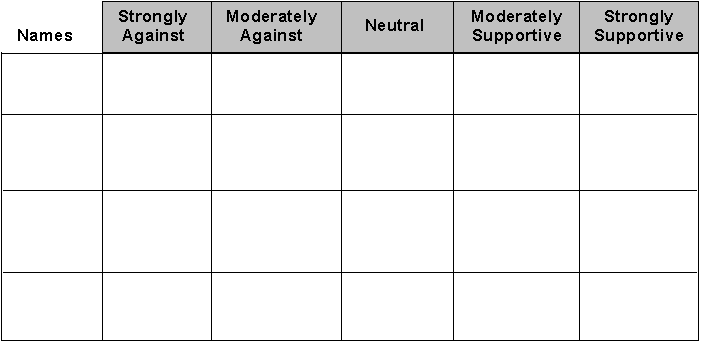 Names
Strongly
Against
Moderately
Against
Neutral
Moderately
Supportive
Strongly
Supportive